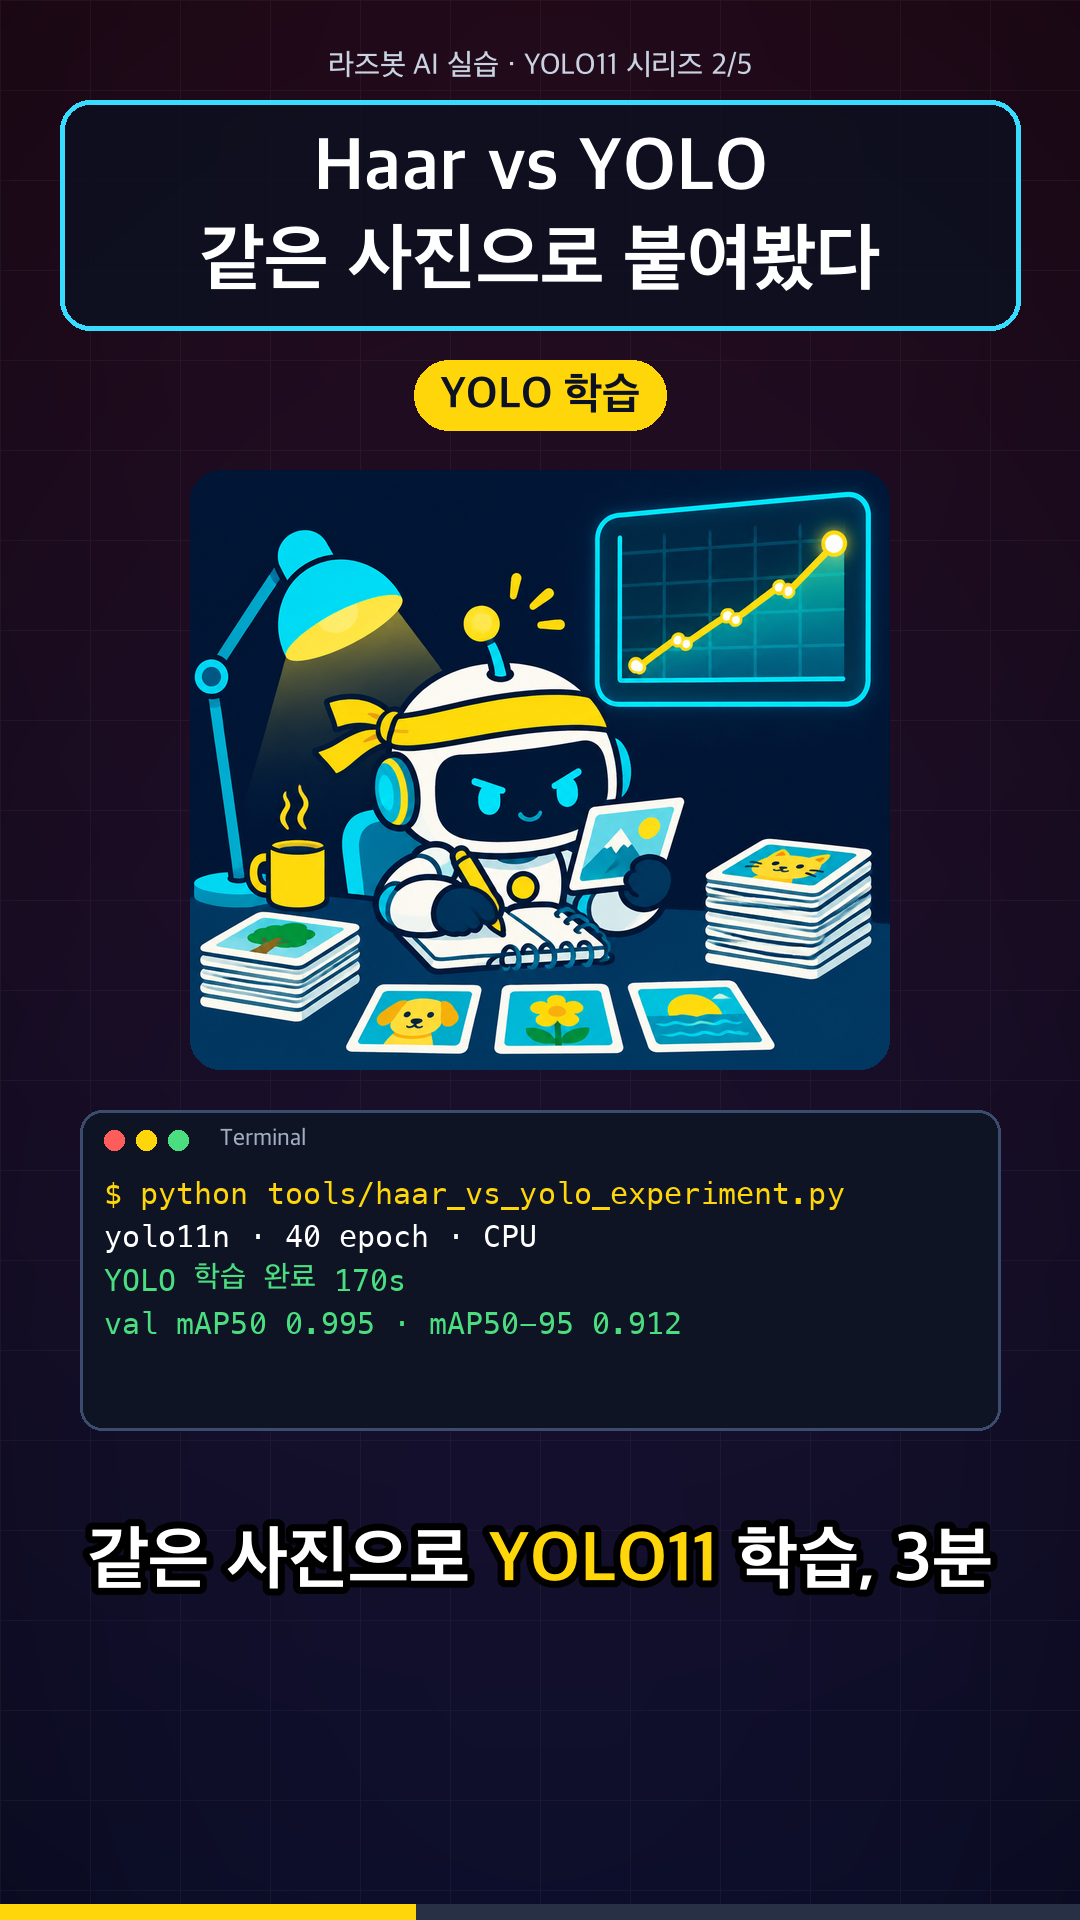 라즈봇 AI 실습 · YOLO11 시리즈 2/5
Haar vs YOLO
같은 사진으로 붙여봤다
YOLO 학습
Terminal
$ python tools/haar_vs_yolo_experiment.py
yolo11n · 40 epoch · CPU
YOLO 학습 완료 170s
val mAP50 0.995 · mAP50-95 0.912
같은 사진으로 YOLO11 학습, 3분